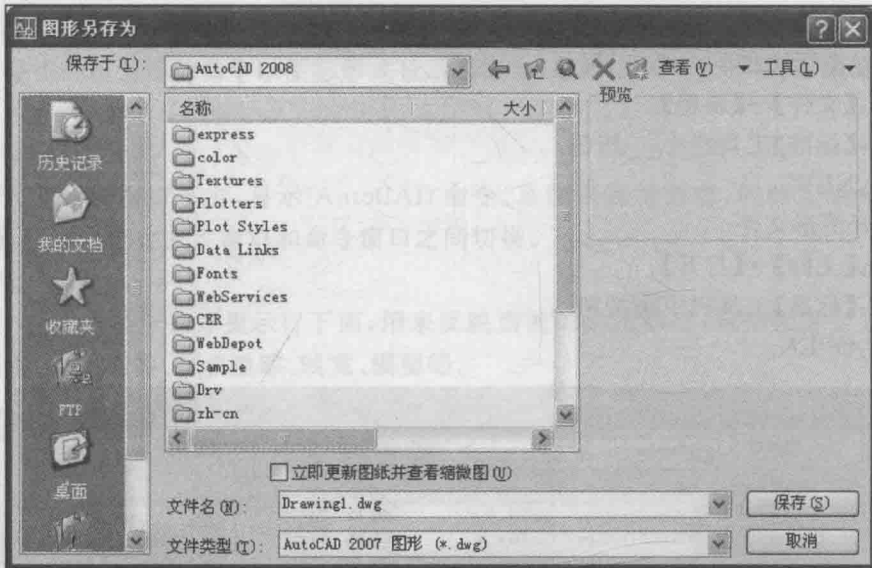 图形另存为
保存于(I): AutoCAD 2008 查看(V) 工具(L)
预览
名称 大小
express
color
Textures
Plotters
Plot Styles
Data Links
Fonts
WebServices
CER
WebDepot
Sample
Drv
zh-cn
历史记录
我的文档
收藏夹
FTP
桌面
立即更新图纸并查看缩微图(U)
文件名(N): Drawing1.dwg 保存(S)
文件类型(T): AutoCAD 2007 图形 (*.dwg) 取消